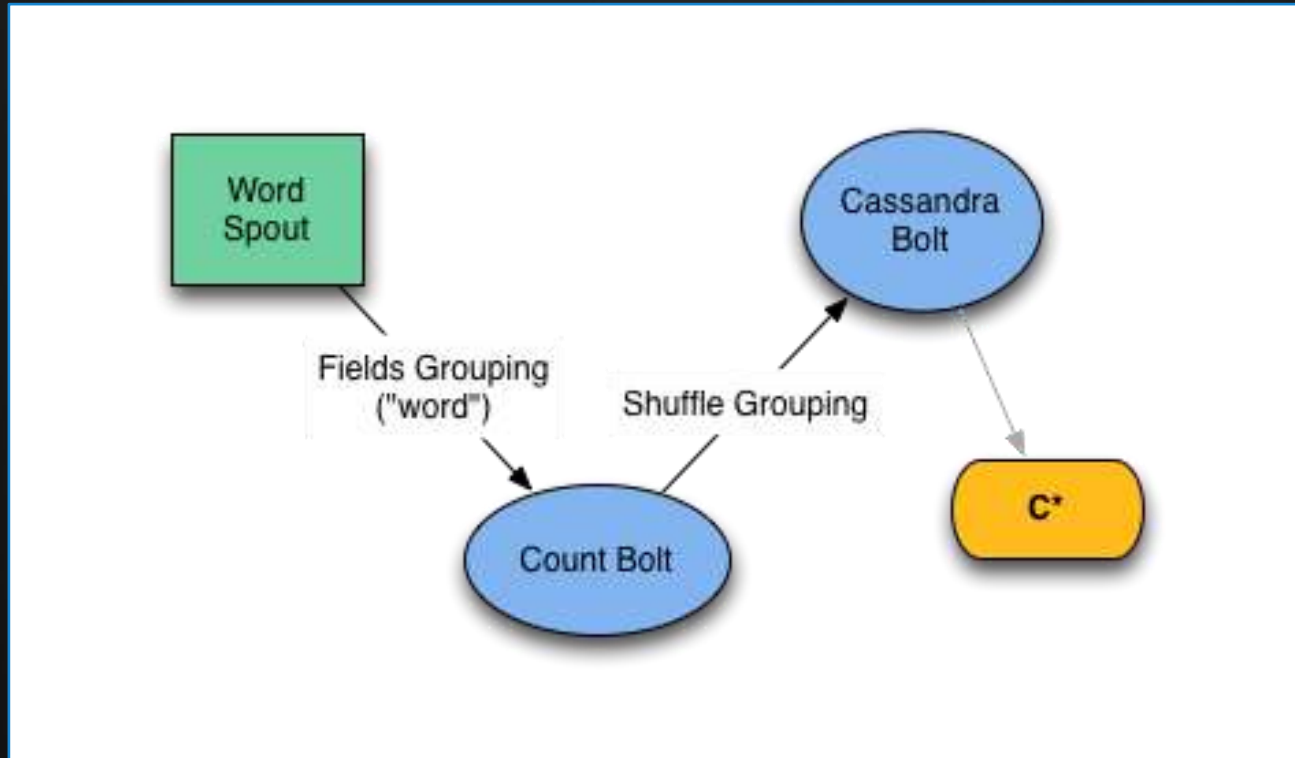 Word
Spout
Fields Grouping
("word")
Count Bolt
Shuffle Grouping
Cassandra
Bolt
C*